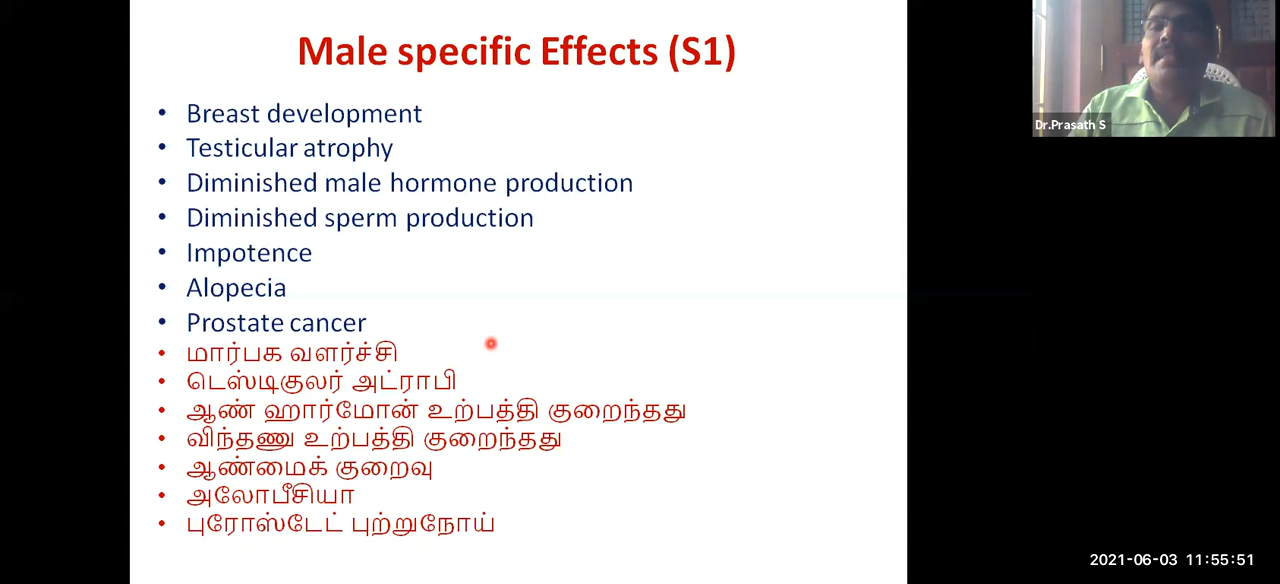 Male specific Effects (S1)
• Breast development
• Testicular atrophy
• Diminished male hormone production
• Diminished sperm production
• Impotence
• Alopecia
• Prostate cancer
• மார்பக வளர்ச்சி
• டெஸ்டிகுலர் அட்ராபி
• ஆண் ஹார்மோன் உற்பத்தி குறைந்தது
• விந்தணு உற்பத்தி குறைந்தது
• ஆண்மைக் குறைவு
• அலோபீசியா
• புரோஸ்டேட் புற்றுநோய்
Dr.Prasath S
2021-06-03 11:55:51